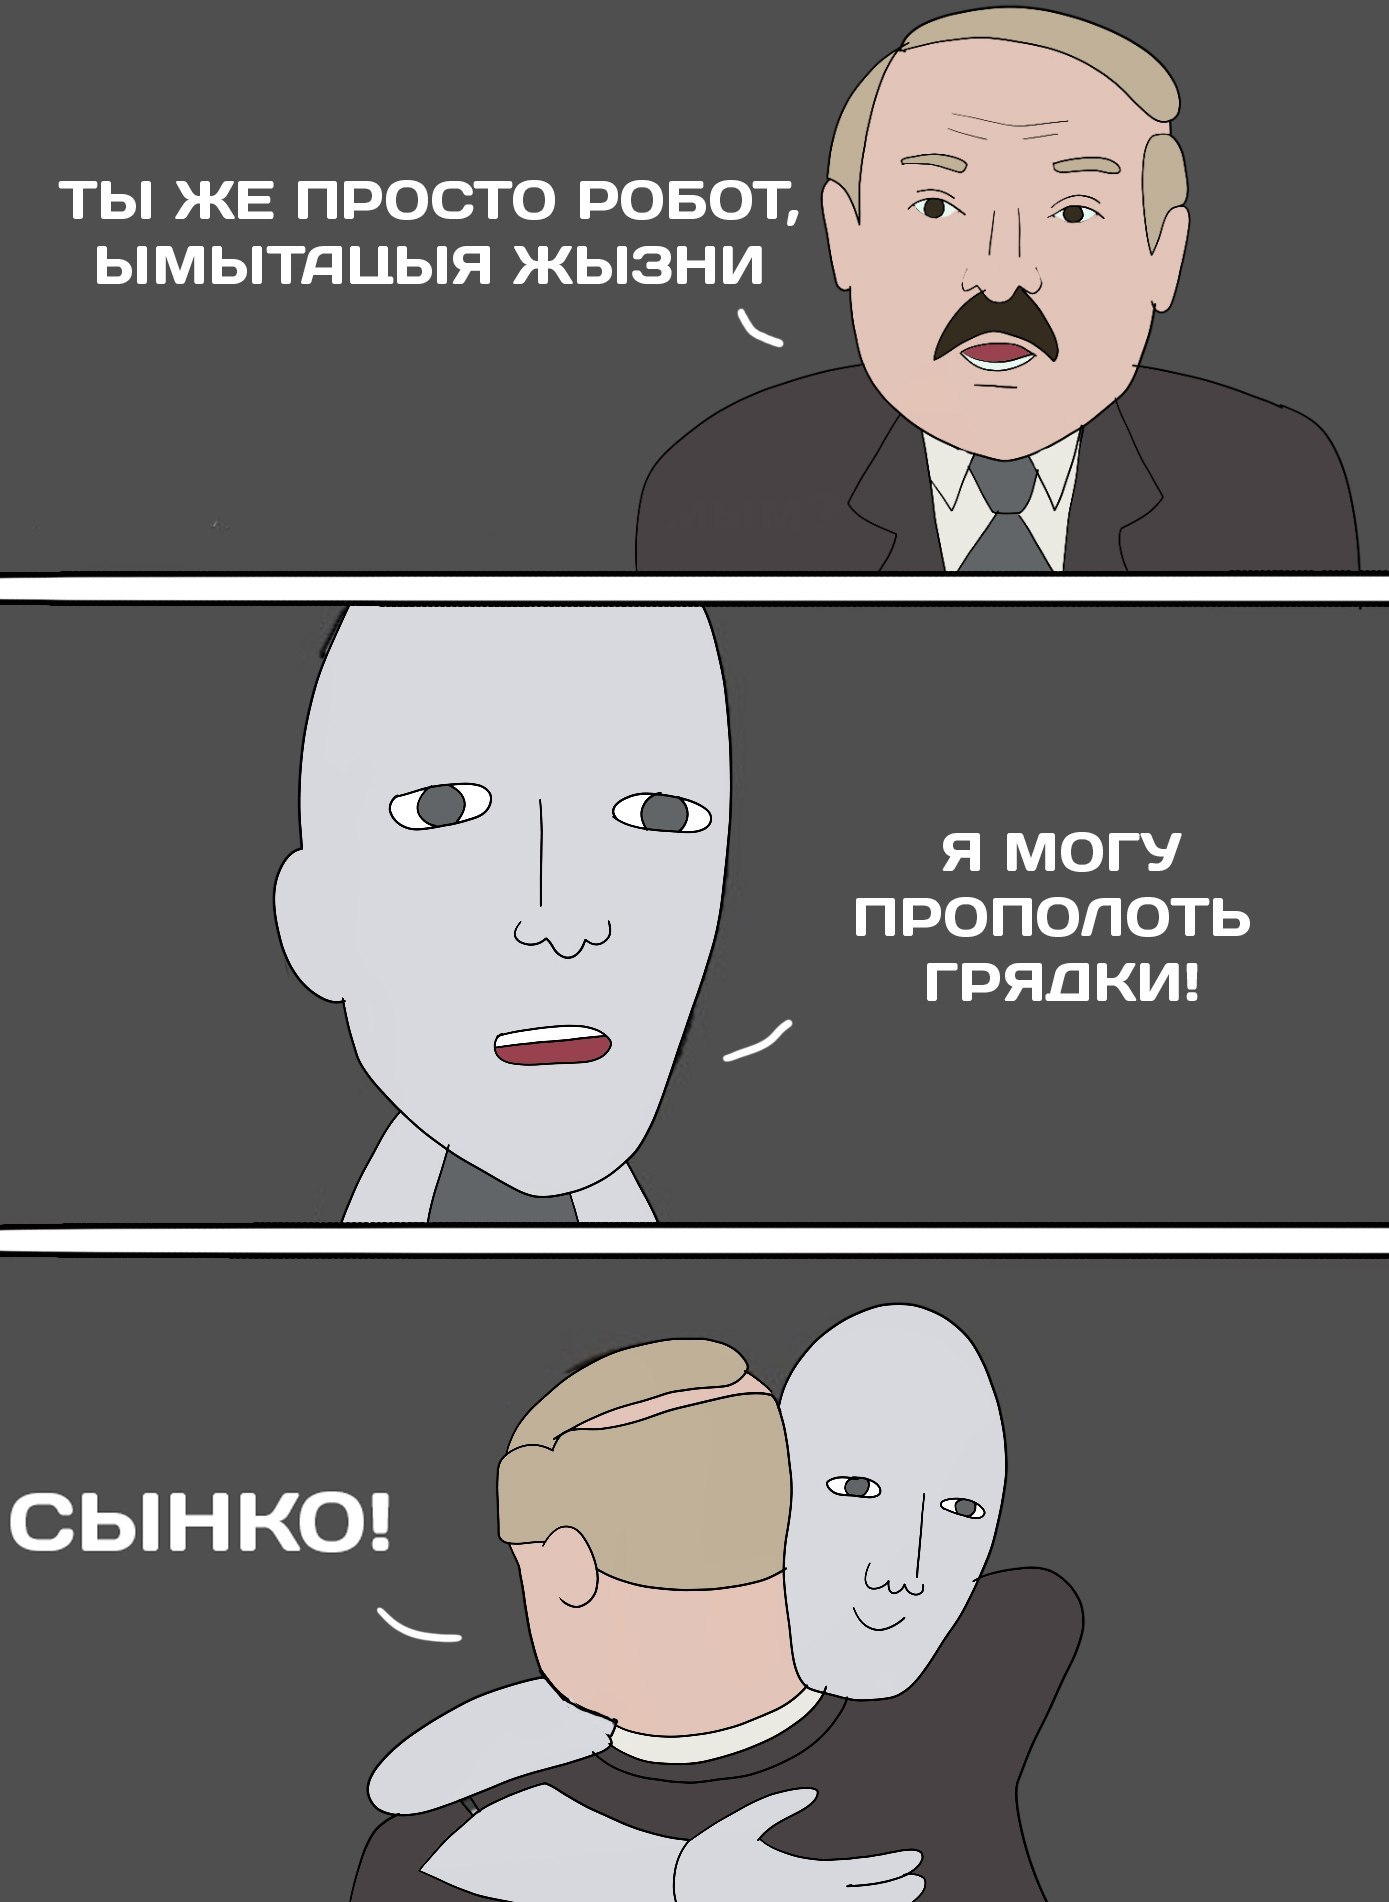 ТЫ ЖЕ ПРОСТО РОБОТ,
ЫМЫТАЦЫЯ ЖЫЗНИ
Я МОГУ
ПРОПОЛОТЬ
ГРЯДКИ!
СЫНКО!